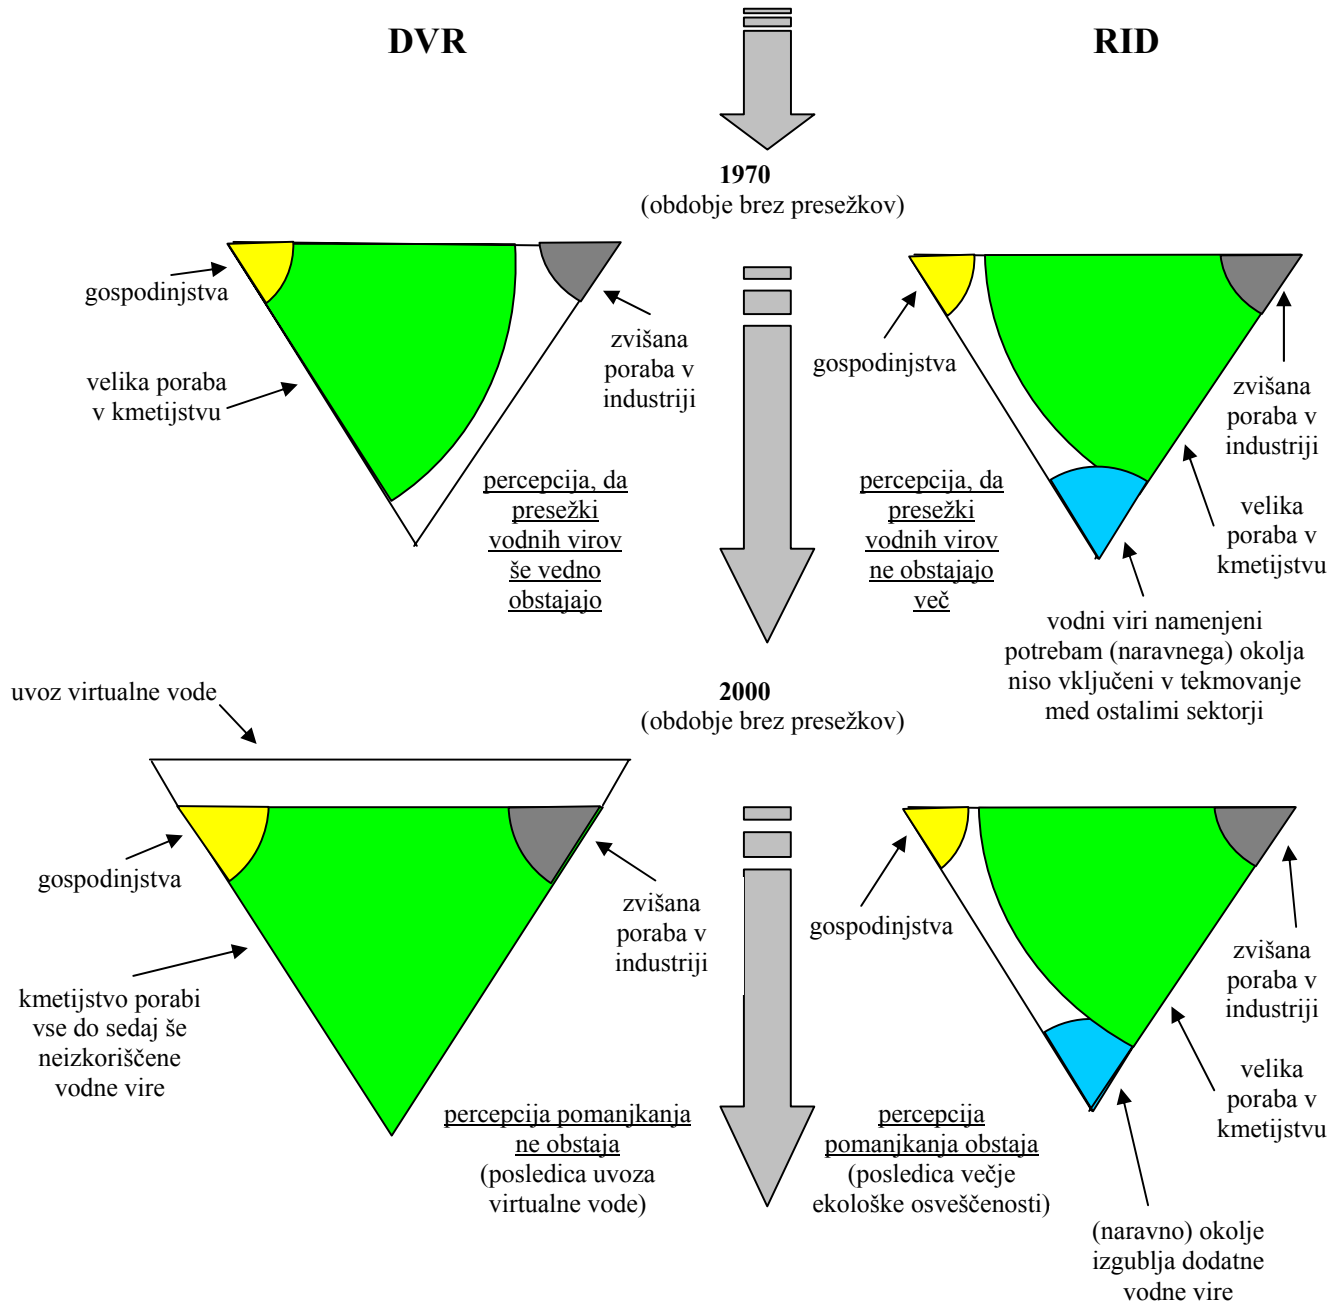 DVR
RID
1970
(obdobje brez presežkov)
gospodinjstva
velika poraba
v kmetijstvu
zvišana
poraba v
industriji
percepcija, da
presežki
vodnih virov
še vedno
obstajajo
gospodinjstva
zvišana
poraba v
industriji
percepcija, da
presežki
vodnih virov
ne obstajajo
več
velika
poraba v
kmetijstvu
vodni viri namenjeni
potrebam (naravnega) okolja
niso vključeni v tekmovanje
med ostalimi sektorji
2000
(obdobje brez presežkov)
uvoz virtualne vode
gospodinjstva
zvišana
poraba v
industriji
kmetijstvo porabi
vse do sedaj še
neizkoriščene
vodne vire
percepcija pomanjkanja
ne obstaja
(posledica uvoza
virtualne vode)
gospodinjstva
zvišana
poraba v
industriji
velika
poraba v
kmetijstvu
percepcija
pomanjkanja obstaja
(posledica večje
ekološke osveščenosti)
(naravno) okolje
izgublja dodatne
vodne vire